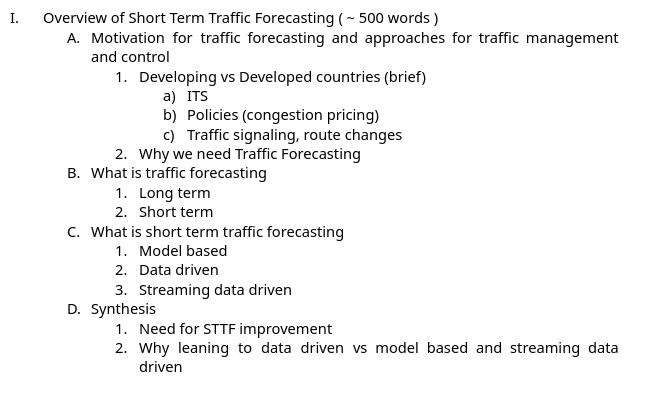 I. Overview of Short Term Traffic Forecasting ( ~ 500 words )
A. Motivation for traffic forecasting and approaches for traffic management
and control
1. Developing vs Developed countries (brief)
a) ITS
b) Policies (congestion pricing)
c) Traffic signaling, route changes
2. Why we need Traffic Forecasting
B. What is traffic forecasting
1. Long term
2. Short term
C. What is short term traffic forecasting
1. Model based
2. Data driven
3. Streaming data driven
D. Synthesis
1. Need for STTF improvement
2. Why leaning to data driven vs model based and streaming data
driven